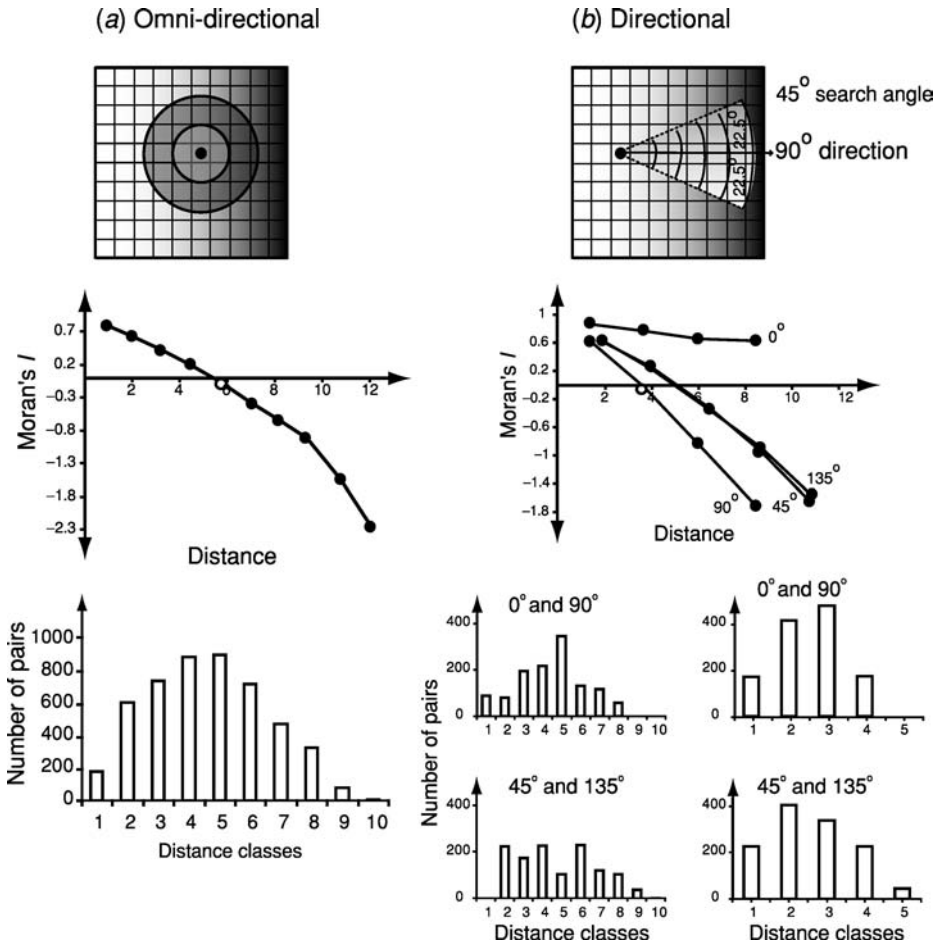 (a) Omni-directional
(b) Directional
45° search angle
90° direction
22.5°
22.5°
Moran's I
0.7
0.2
−0.3
−0.8
−1.3
−1.8
−2.3
2 4 6 8 10 12
Distance
Moran's I
1
0.6
0.2
−0.2
−0.6
−1
−1.4
−1.8
2 4 6 8 10 12
0°
135°
45°
90°
Distance
Number of pairs
1000
800
600
400
200
0
1 2 3 4 5 6 7 8 9 10
Distance classes
Number of pairs
0° and 90°
400
200
0
1 2 3 4 5 6 7 8 9 10
0° and 90°
400
200
0
1 2 3 4 5
45° and 135°
400
200
0
1 2 3 4 5 6 7 8 9 10
Distance classes
45° and 135°
400
200
0
1 2 3 4 5
Distance classes